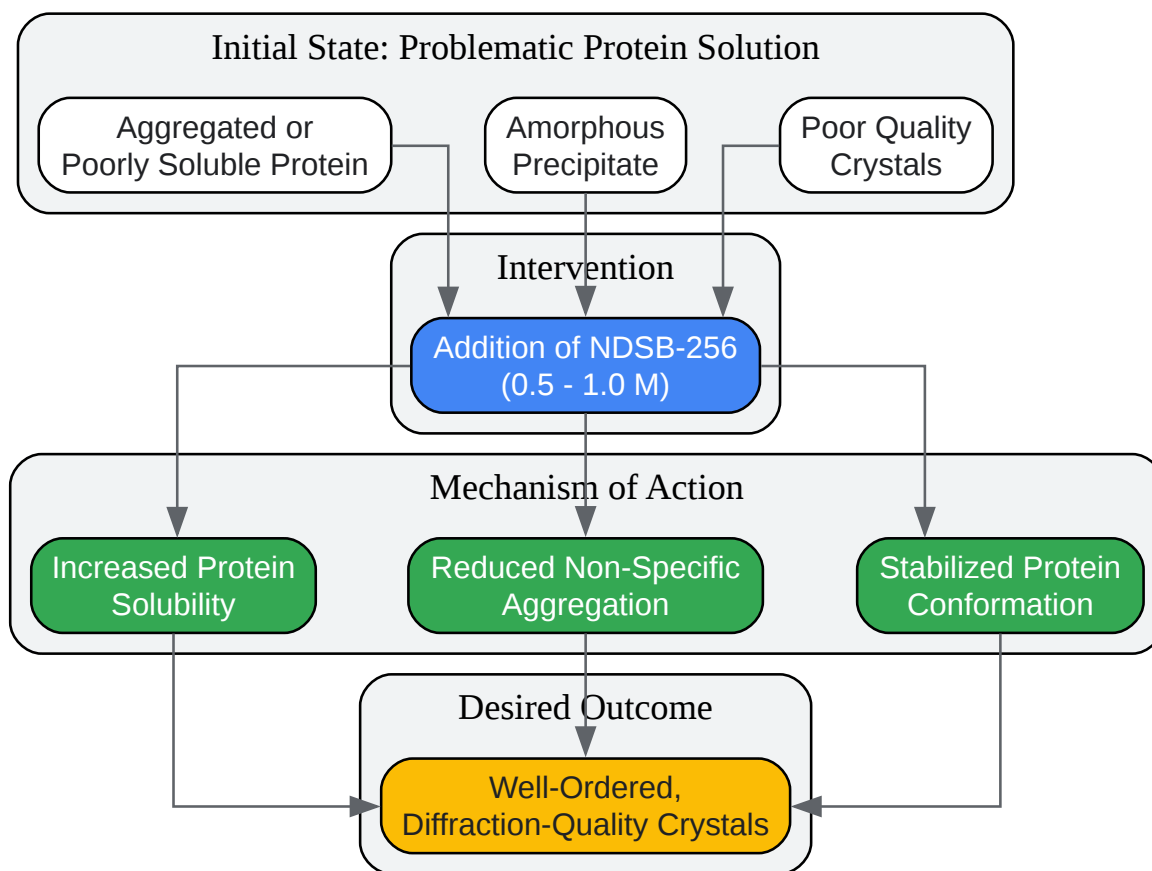 Initial State: Problematic Protein Solution
Aggregated or
Poorly Soluble Protein
Amorphous
Precipitate
Poor Quality
Crystals
Intervention
Addition of NDSB-256
(0.5 - 1.0 M)
Mechanism of Action
Increased Protein
Solubility
Reduced Non-Specific
Aggregation
Stabilized Protein
Conformation
Desired Outcome
Well-Ordered,
Diffraction-Quality Crystals